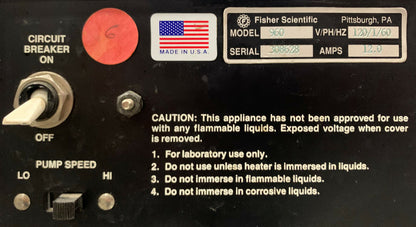 CIRCUIT
BREAKER
ON
OFF
PUMP SPEED
LO HI
6
MADE IN U.S.A.
Fisher Scientific Pittsburgh, PA
MODEL 960 V/PH/HZ 120/1/60
SERIAL AMPS 12.0
CAUTION: This appliance has not been approved for use
with any flammable liquids. Exposed voltage when cover
is removed.
1. For laboratory use only.
2. Do not use unless heater is immersed in liquids.
3. Do not immerse in flammable liquids.
4. Do not immerse in corrosive liquids.